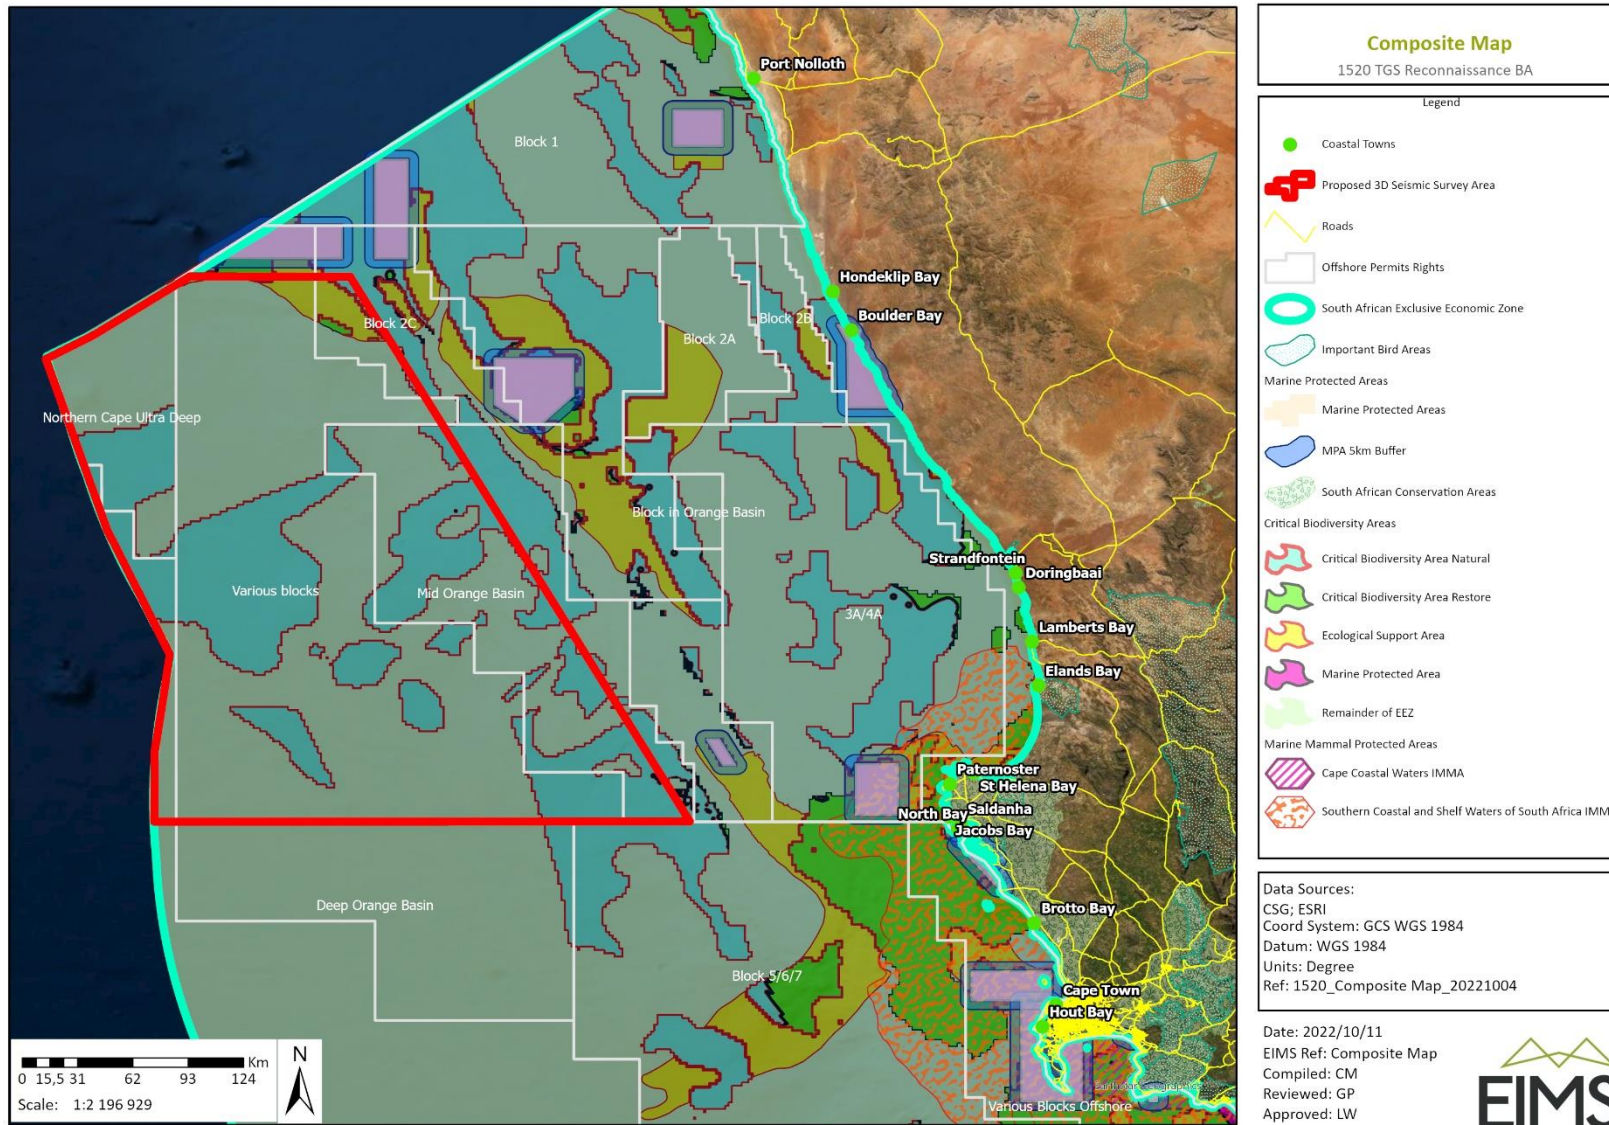 Port Nolloth
Block 1
Hondeklip Bay
Boulder Bay
Block 2C
Block 2B
Block 2A
Northern Cape Ultra Deep
Block in Orange Basin
Strandfontein
Doringbaai
Various blocks
Mid Orange Basin
3A/4A
Lamberts Bay
Elands Bay
Paternoster
St Helena Bay
North Bay
Saldanha
Jacobs Bay
Deep Orange Basin
Brotto Bay
Block 5/6/7
Cape Town
Hout Bay
Various Blocks Offshore
Km
0 15,5 31 62 93 124
Scale: 1:2 196 929
N
Composite Map
1520 TGS Reconnaissance BA
Legend
Coastal Towns
Proposed 3D Seismic Survey Area
Roads
Offshore Permits Rights
South African Exclusive Economic Zone
Important Bird Areas
Marine Protected Areas
Marine Protected Areas
MPA 5km Buffer
South African Conservation Areas
Critical Biodiversity Areas
Critical Biodiversity Area Natural
Critical Biodiversity Area Restore
Ecological Support Area
Marine Protected Area
Remainder of EEZ
Marine Mammal Protected Areas
Cape Coastal Waters IMMA
Southern Coastal and Shelf Waters of South Africa IMM
Data Sources:
CSG; ESRI
Coord System: GCS WGS 1984
Datum: WGS 1984
Units: Degree
Ref: 1520_Composite Map_20221004
Date: 2022/10/11
EIMS Ref: Composite Map
Compiled: CM
Reviewed: GP
Approved: LW
EIMS